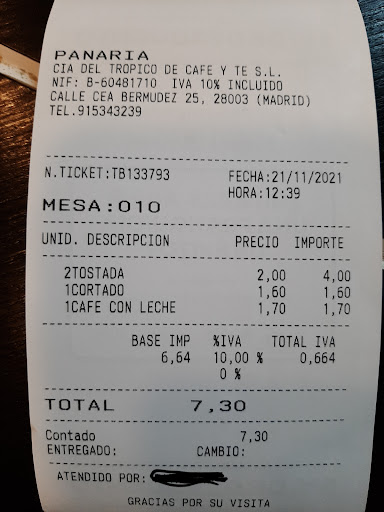 PANARIA
CIA DEL TROPICO DE CAFE Y TE S.L.
NIF: B-60481710 IVA 10% INCLUIDO
CALLE CEA BERMUDEZ 25, 28003 (MADRID)
TEL.915343239
N.TICKET:TB133793 FECHA:21/11/2021
HORA:12:39
MESA:010
UNID. DESCRIPCION PRECIO IMPORTE
2TOSTADA 2,00 4,00
1CORTADO 1,60 1,60
1CAFE CON LECHE 1,70 1,70
BASE IMP %IVA TOTAL IVA
6,64 10,00 % 0,664
0 %
TOTAL 7,30
Contado 7,30
ENTREGADO: CAMBIO:
ATENDIDO POR:
GRACIAS POR SU VISITA